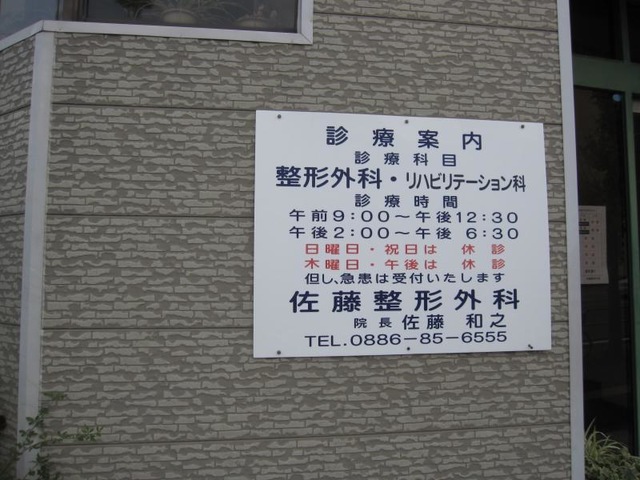 診療案内
診療科目
整形外科・リハビリテーション科
診療時間
午前9:00〜午後12:30
午後2:00〜午後 6:30
日曜日・祝日は 休診
木曜日・午後は 休診
但し、急患は受付いたします
佐藤整形外科
院長 佐藤 和之
TEL.0886-85-6555